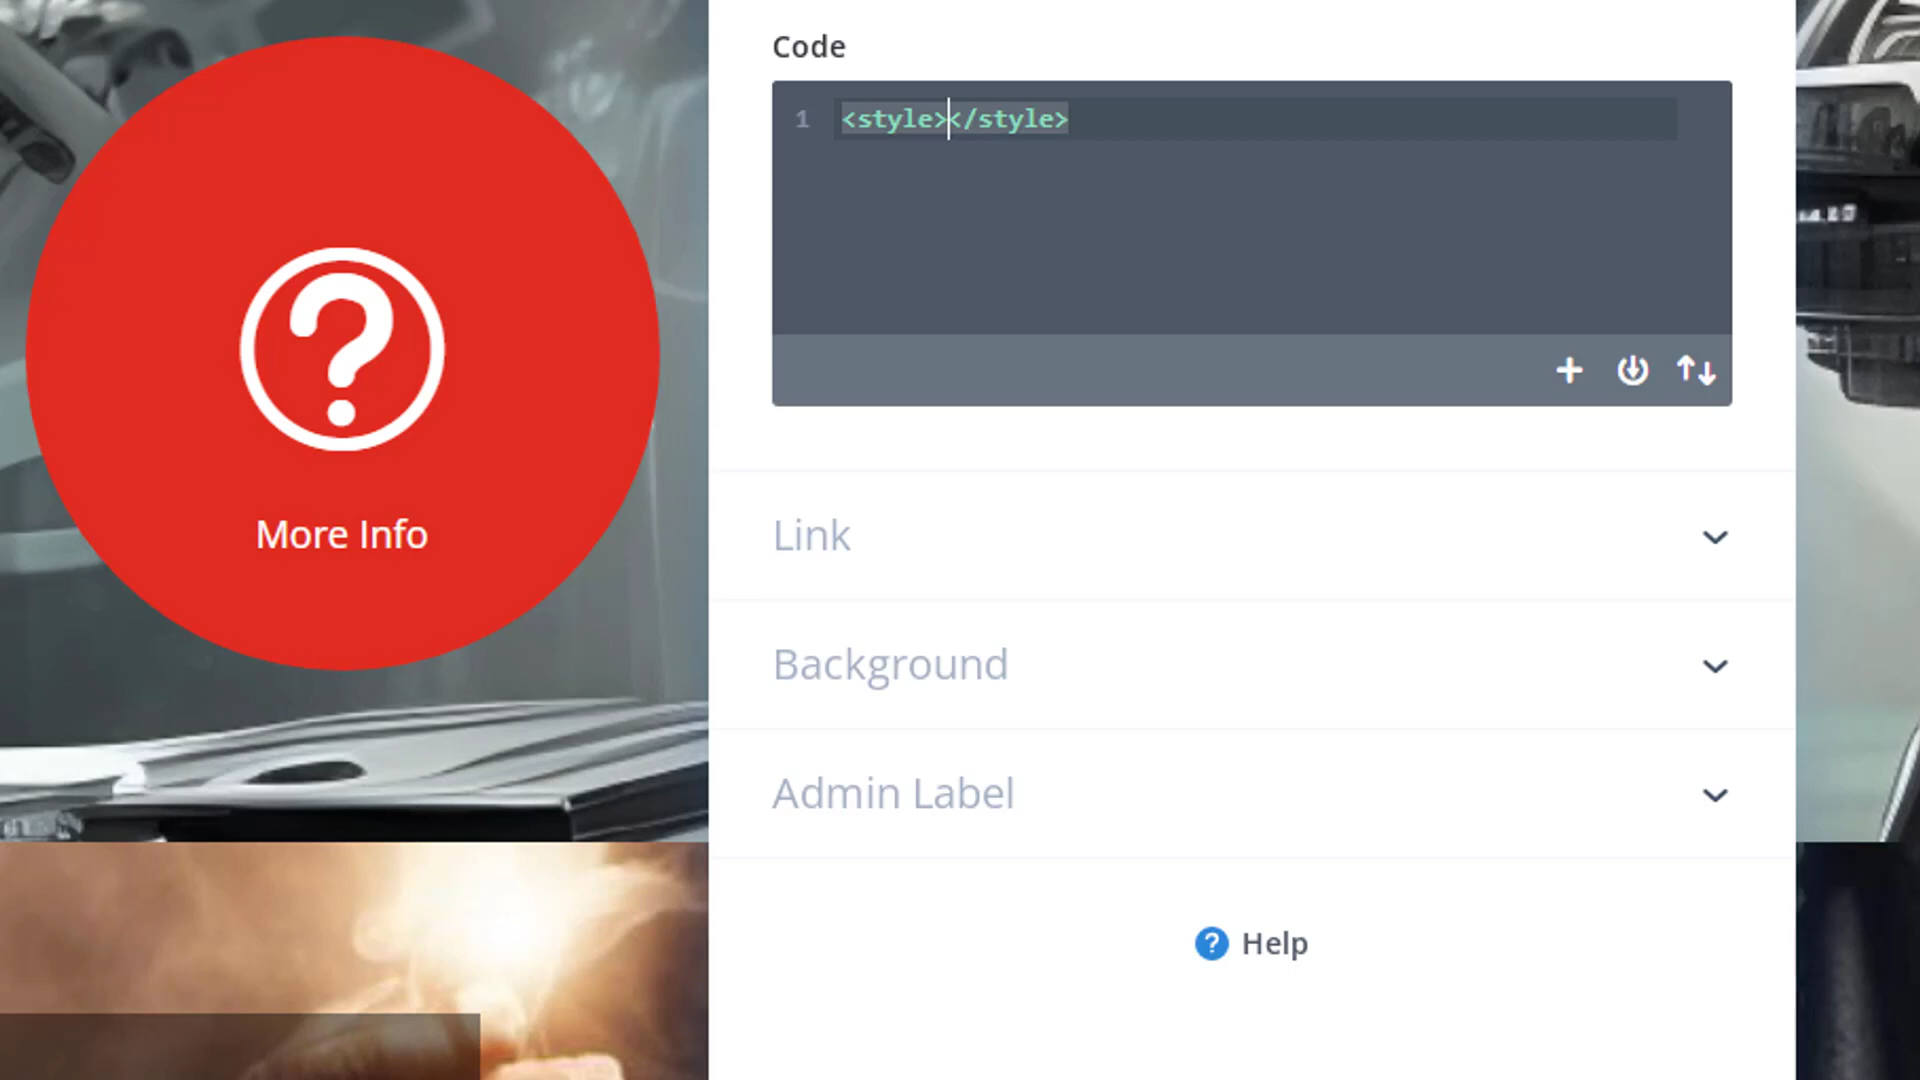 Code
1 <style></style>
More Info
Link
Background
Admin Label
? Help